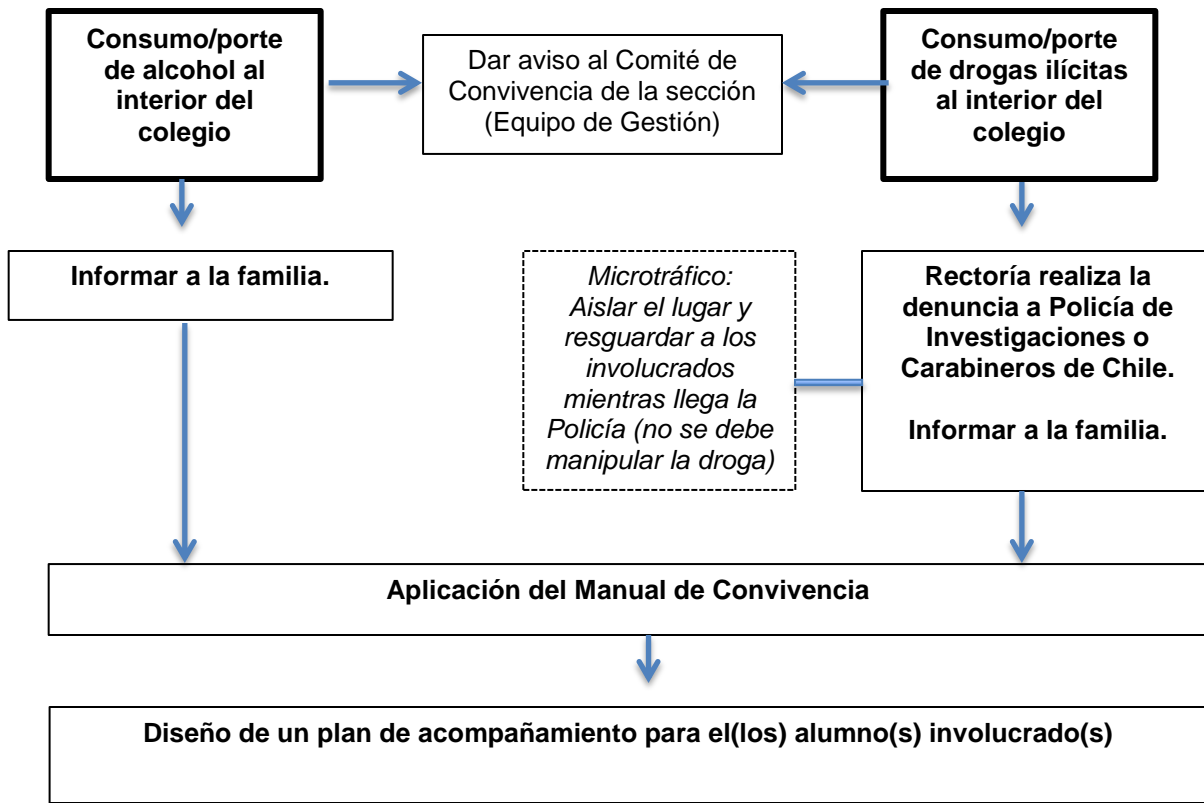 Consumo/porte
de alcohol al
interior del
colegio
Dar aviso al Comité de
Convivencia de la sección
(Equipo de Gestión)
Consumo/porte
de drogas ilícitas
al interior del
colegio
Informar a la familia.
Microtráfico:
Aislar el lugar y
resguardar a los
involucrados
mientras llega la
Policía (no se debe
manipular la droga)
Rectoría realiza la
denuncia a Policía de
Investigaciones o
Carabineros de Chile.
Informar a la familia.
Aplicación del Manual de Convivencia
Diseño de un plan de acompañamiento para el(los) alumno(s) involucrado(s)